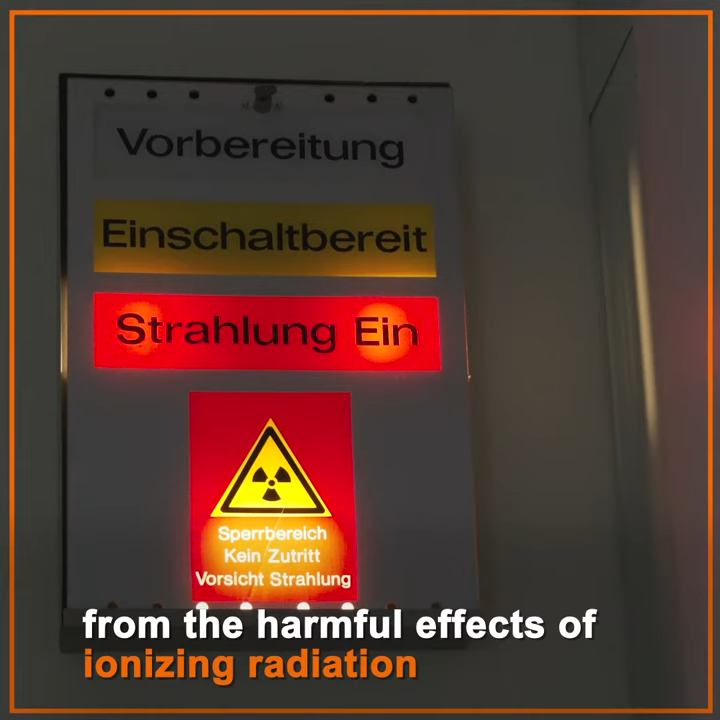 Vorbereitung
Einschaltbereit
Strahlung Ein
Sperrbereich
Kein Zutritt
Vorsicht Strahlung
from the harmful effects of
ionizing radiation